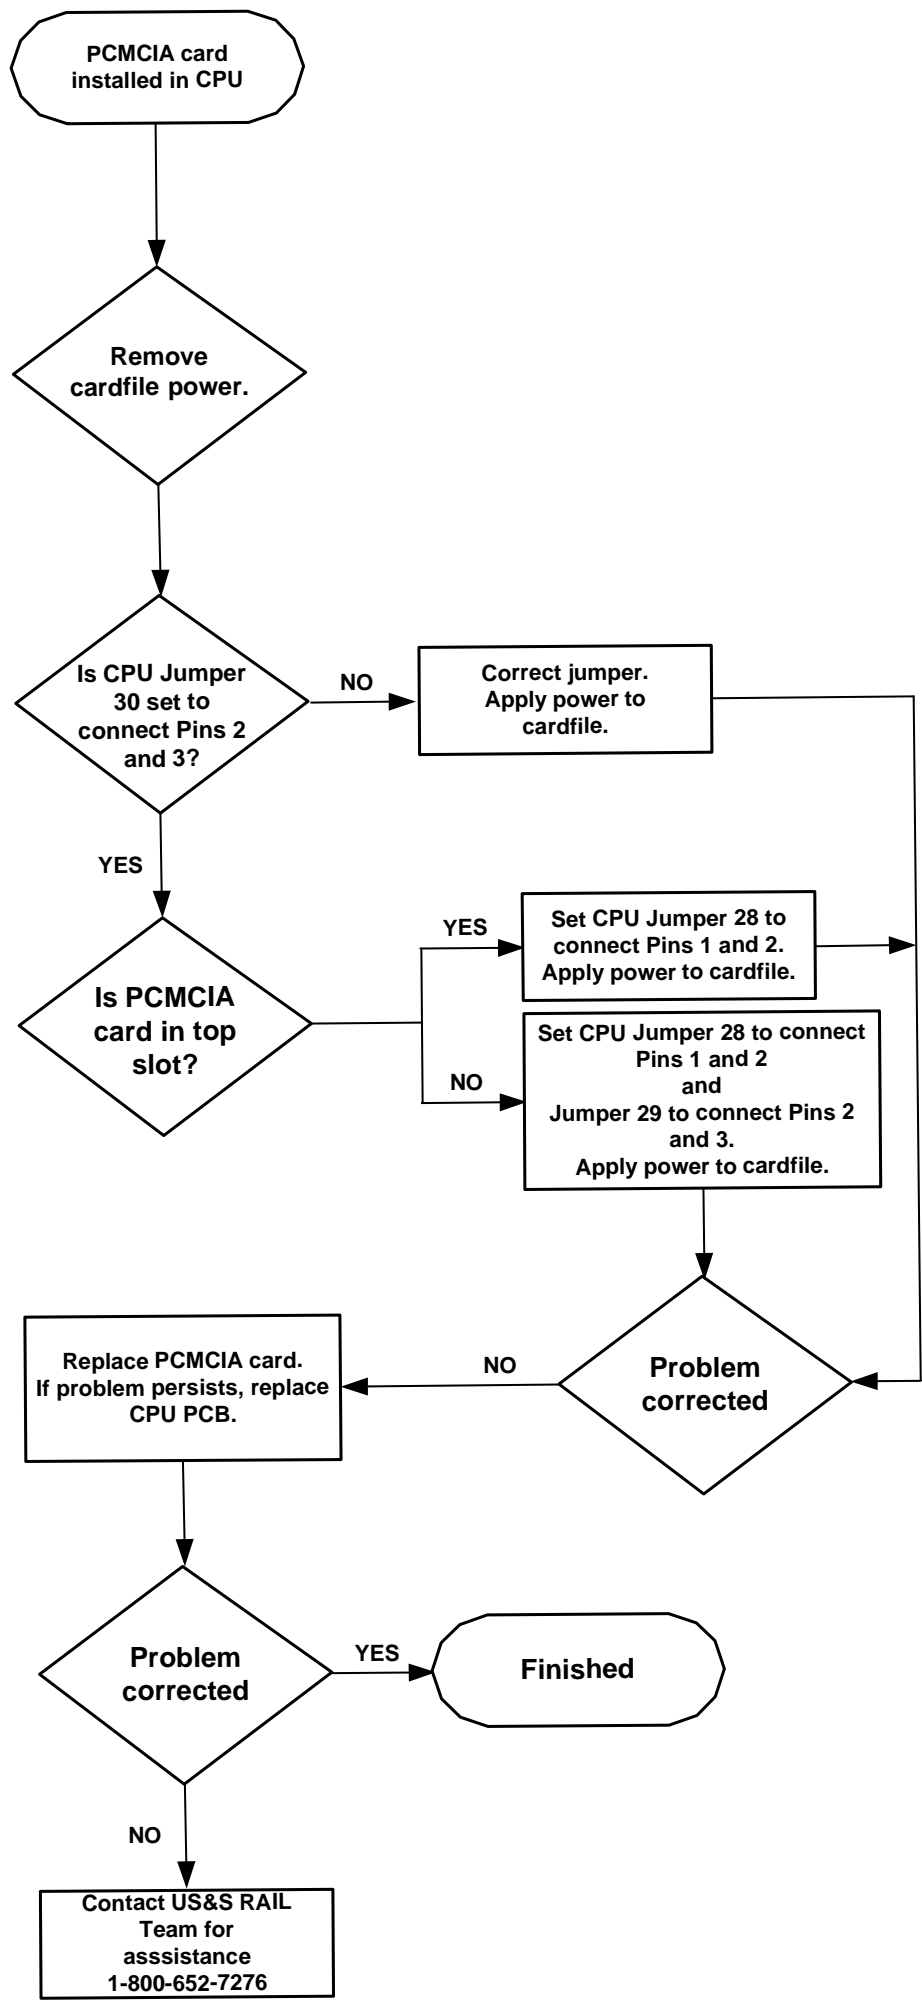 PCMCIA card
installed in CPU
Remove
cardfile power.
Is CPU Jumper
30 set to
connect Pins 2
and 3?
NO
Correct jumper.
Apply power to
cardfile.
YES
Is PCMCIA
card in top
slot?
YES
Set CPU Jumper 28 to
connect Pins 1 and 2.
Apply power to cardfile.
NO
Set CPU Jumper 28 to connect
Pins 1 and 2
and
Jumper 29 to connect Pins 2
and 3.
Apply power to cardfile.
Problem
corrected
NO
Replace PCMCIA card.
If problem persists, replace
CPU PCB.
Problem
corrected
YES
Finished
NO
Contact US&S RAIL
Team for
asssistance
1-800-652-7276